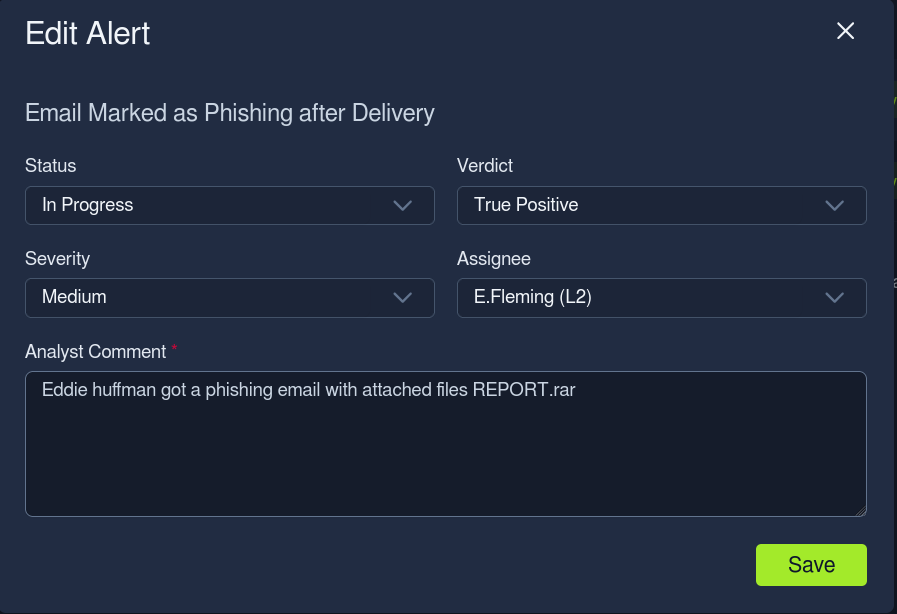 Edit Alert
Email Marked as Phishing after Delivery
Status
Verdict
In Progress
True Positive
Severity
Assignee
Medium
E.Fleming (L2)
Analyst Comment *
Eddie huffman got a phishing email with attached files REPORT.rar
Save